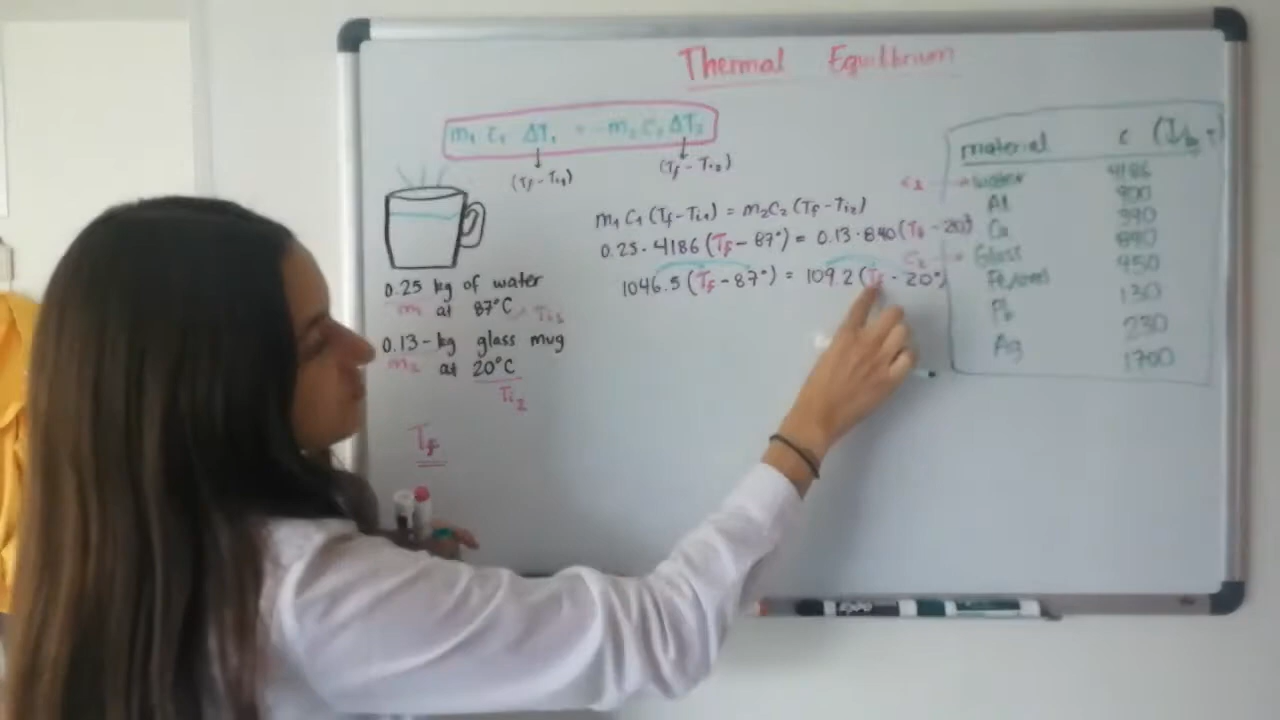 Thermal Equilibrium
m₁ c₁ ΔT₁ = -m₂ c₂ ΔT₂
(Tf - Ti₁)
(Tf - Ti₂)
0.25 kg of water
m₁ at 87°C Ti₁
0.13-kg glass mug
m₂ at 20°C
Ti₂
Tf
m₁ c₁ (Tf - Ti₁) = m₂c₂ (Tf - Ti₂)
0.25 · 4186 (Tf - 87°) = 0.13 · 840 (Tf - 20°)
1046.5 (Tf - 87°) = 109.2 (Tf - 20°)
material c
c₁ → water 4186
Al 900
Cu 390
c₂ → Glass 840
Fe/steel 450
Pb 130
Ag 230
1700
EXPO